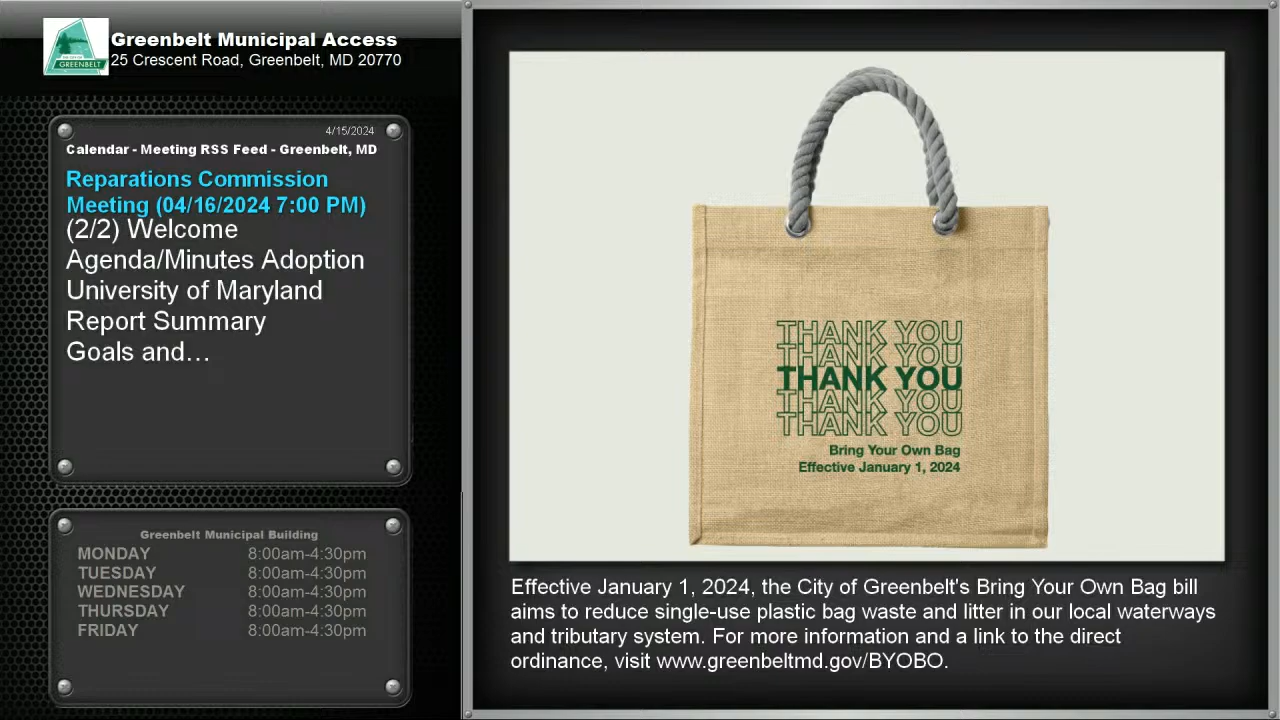 Greenbelt Municipal Access
25 Crescent Road, Greenbelt, MD 20770
4/15/2024
Calendar - Meeting RSS Feed - Greenbelt, MD
Reparations Commission
Meeting (04/16/2024 7:00 PM)
(2/2) Welcome
Agenda/Minutes Adoption
University of Maryland
Report Summary
Goals and…
Greenbelt Municipal Building
MONDAY 8:00am-4:30pm
TUESDAY 8:00am-4:30pm
WEDNESDAY 8:00am-4:30pm
THURSDAY 8:00am-4:30pm
FRIDAY 8:00am-4:30pm
THANK YOU
THANK YOU
THANK YOU
THANK YOU
THANK YOU
Bring Your Own Bag
Effective January 1, 2024
Effective January 1, 2024, the City of Greenbelt's Bring Your Own Bag bill
aims to reduce single-use plastic bag waste and litter in our local waterways
and tributary system. For more information and a link to the direct
ordinance, visit www.greenbeltmd.gov/BYOBO.
GREENBELT